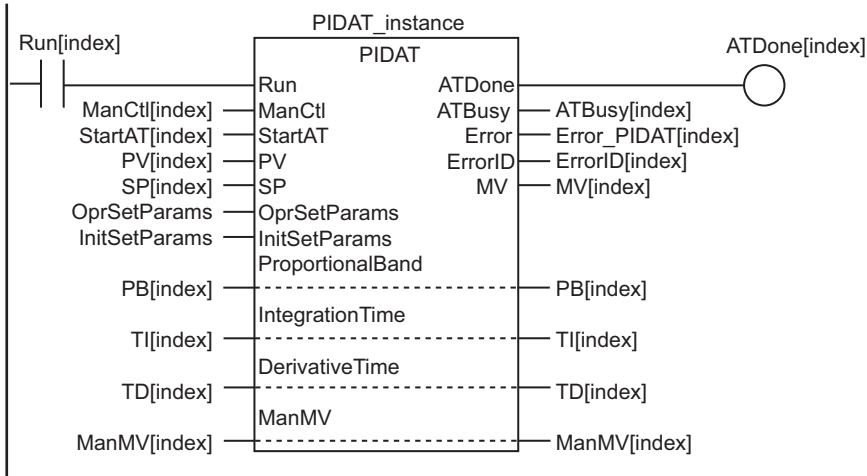 PIDAT_instance
Run[index] PIDAT ATDone[index]
Run ATDone
ManCtl[index] ManCtl ATBusy ATBusy[index]
StartAT[index] StartAT Error Error_PIDAT[index]
PV[index] PV ErrorID ErrorID[index]
SP[index] SP MV MV[index]
OprSetParams OprSetParams
InitSetParams InitSetParams
ProportionalBand
PB[index] PB[index]
IntegrationTime
TI[index] TI[index]
DerivativeTime
TD[index] TD[index]
ManMV
ManMV[index] ManMV[index]